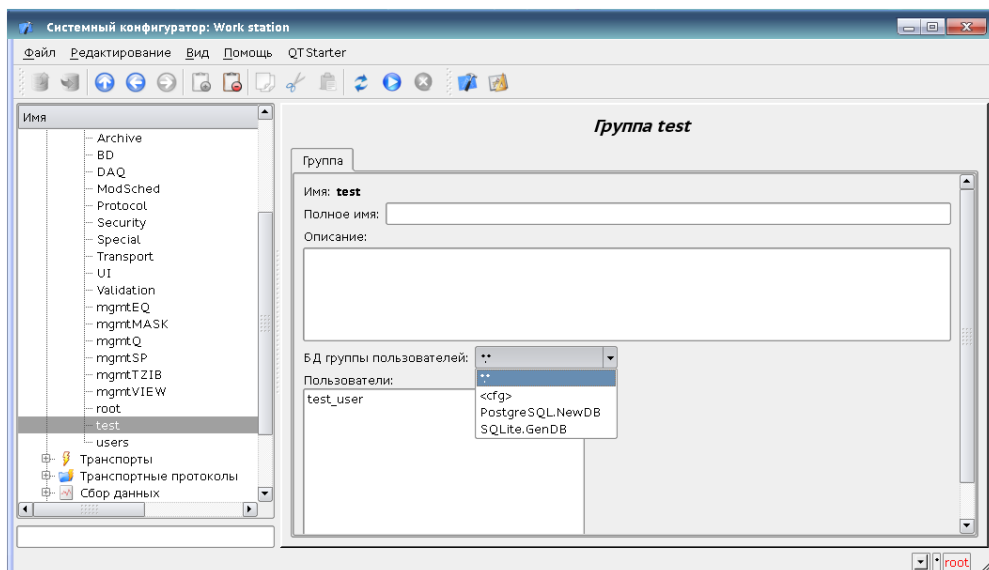 Системный конфигуратор: Work station
Файл Редактирование Вид Помощь QTStarter
Имя
Archive
BD
DAQ
ModSched
Protocol
Security
Special
Transport
UI
Validation
mgmtEQ
mgmtMASK
mgmtQ
mgmtSP
mgmtTZIB
mgmtVIEW
root
test
users
Транспорты
Транспортные протоколы
Сбор данных
Группа test
Группа
Имя: test
Полное имя:
Описание:
БД группы пользователей: *.*
*.*
<cfg>
PostgreSQL.NewDB
SQLite.GenDB
Пользователи:
test_user
* root